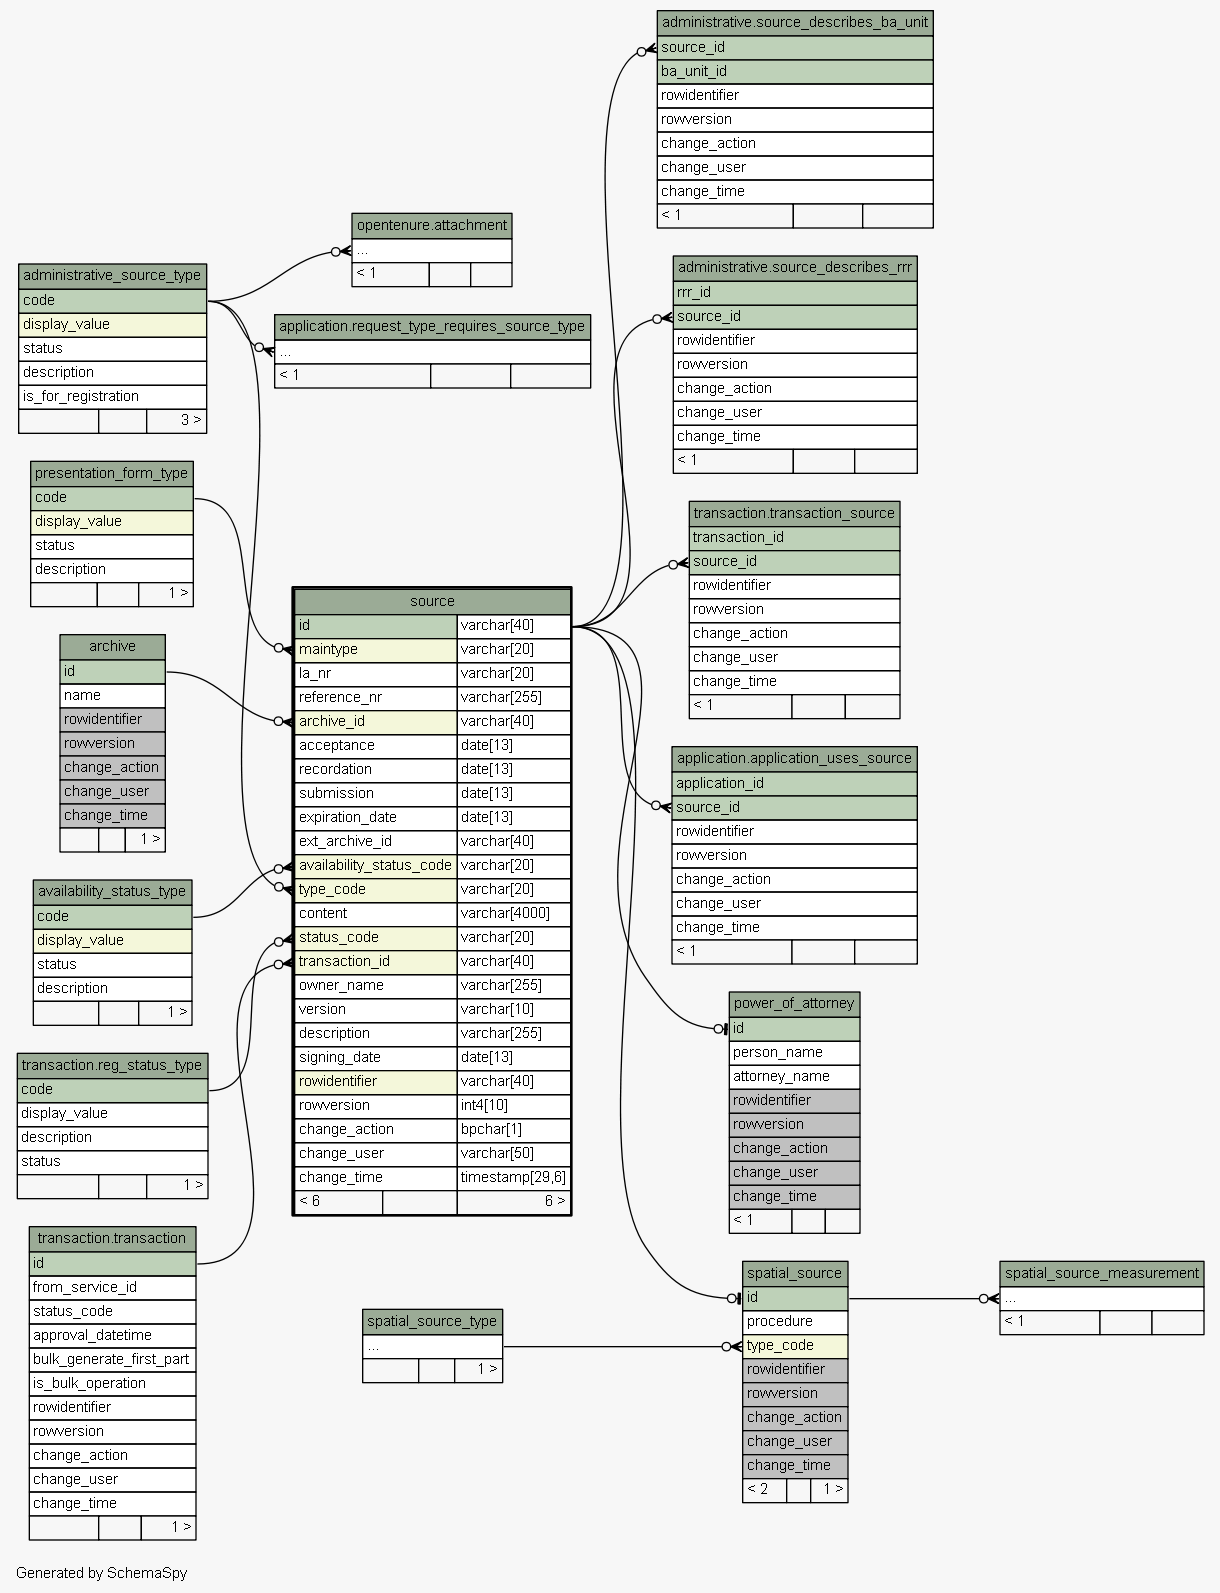 administrative.source_describes_ba_unit
source_id
ba_unit_id
rowidentifier
rowversion
change_action
change_user
change_time
< 1
opentenure.attachment
...
< 1
administrative.source_describes_rrr
rrr_id
source_id
rowidentifier
rowversion
change_action
change_user
change_time
< 1
administrative_source_type
code
display_value
status
description
is_for_registration
3 >
application.request_type_requires_source_type
...
< 1
presentation_form_type
code
display_value
status
description
1 >
transaction.transaction_source
transaction_id
source_id
rowidentifier
rowversion
change_action
change_user
change_time
< 1
source
id varchar[40]
maintype varchar[20]
la_nr varchar[20]
reference_nr varchar[255]
archive_id varchar[40]
acceptance date[13]
recordation date[13]
submission date[13]
expiration_date date[13]
ext_archive_id varchar[40]
availability_status_code varchar[20]
type_code varchar[20]
content varchar[4000]
status_code varchar[20]
transaction_id varchar[40]
owner_name varchar[255]
version varchar[10]
description varchar[255]
signing_date date[13]
rowidentifier varchar[40]
rowversion int4[10]
change_action bpchar[1]
change_user varchar[50]
change_time timestamp[29,6]
< 6 6 >
archive
id
name
rowidentifier
rowversion
change_action
change_user
change_time
1 >
application.application_uses_source
application_id
source_id
rowidentifier
rowversion
change_action
change_user
change_time
< 1
availability_status_type
code
display_value
status
description
1 >
power_of_attorney
id
person_name
attorney_name
rowidentifier
rowversion
change_action
change_user
change_time
< 1
transaction.reg_status_type
code
display_value
description
status
1 >
transaction.transaction
id
from_service_id
status_code
approval_datetime
bulk_generate_first_part
is_bulk_operation
rowidentifier
rowversion
change_action
change_user
change_time
1 >
spatial_source_type
...
1 >
spatial_source
id
procedure
type_code
rowidentifier
rowversion
change_action
change_user
change_time
< 2 1 >
spatial_source_measurement
...
< 1
Generated by SchemaSpy